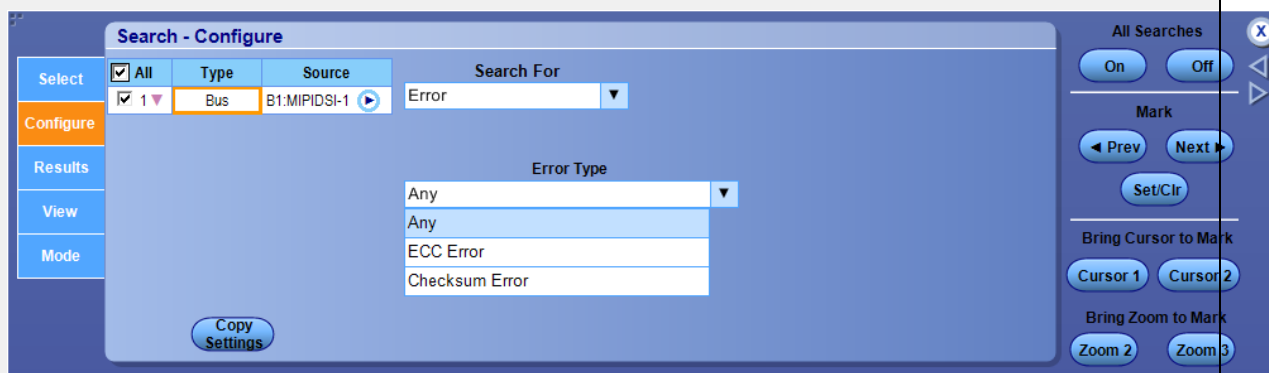 Search - Configure
Select
Configure
Results
View
Mode
All Type Source
1 Bus B1:MIPIDSI-1
Search For
Error
Error Type
Any
Any
ECC Error
Checksum Error
Copy
Settings
All Searches
On Off
X
Mark
◄ Prev Next ►
Set/Clr
Bring Cursor to Mark
Cursor 1 Cursor 2
Bring Zoom to Mark
Zoom 2 Zoom 3